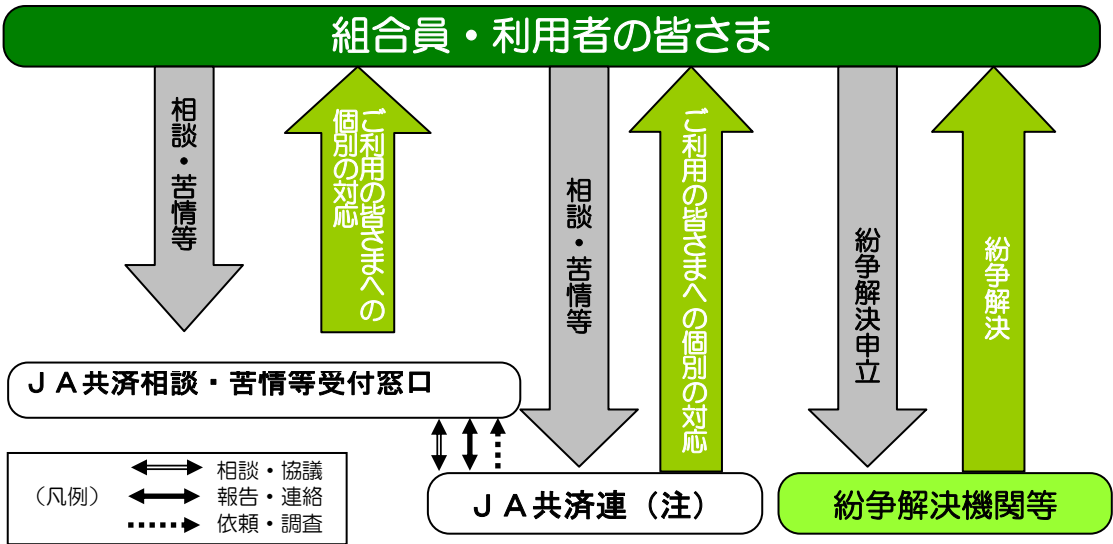 組合員・利用者の皆さま
相談・苦情等
ご利用の皆さまへの
個別の対応
相談・苦情等
ご利用の皆さまへの個別の対応
紛争解決申立
紛争解決
ＪＡ共済相談・苦情等受付窓口
ＪＡ共済連（注）
紛争解決機関等
（凡例）
相談・協議
報告・連絡
依頼・調査